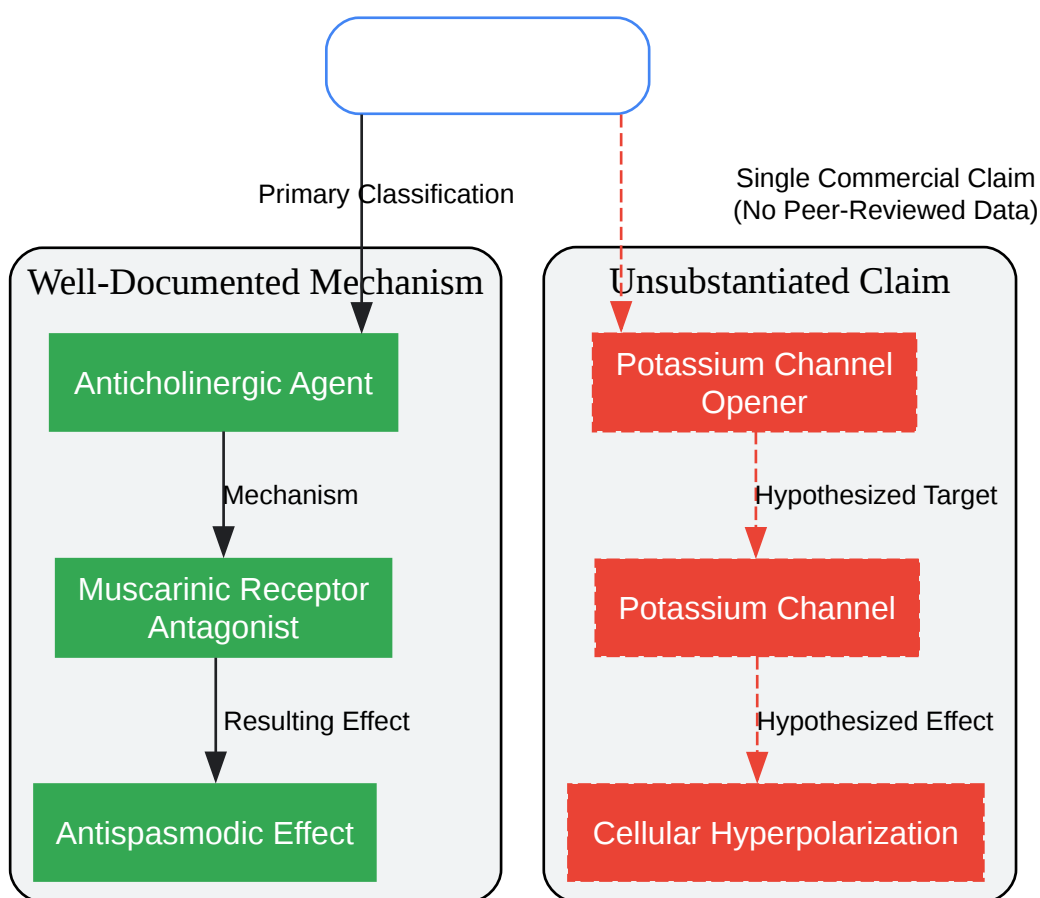 Primary Classification
Single Commercial Claim
(No Peer-Reviewed Data)
Well-Documented Mechanism
Anticholinergic Agent
Mechanism
Muscarinic Receptor
Antagonist
Resulting Effect
Antispasmodic Effect
Unsubstantiated Claim
Potassium Channel
Opener
Hypothesized Target
Potassium Channel
Hypothesized Effect
Cellular Hyperpolarization